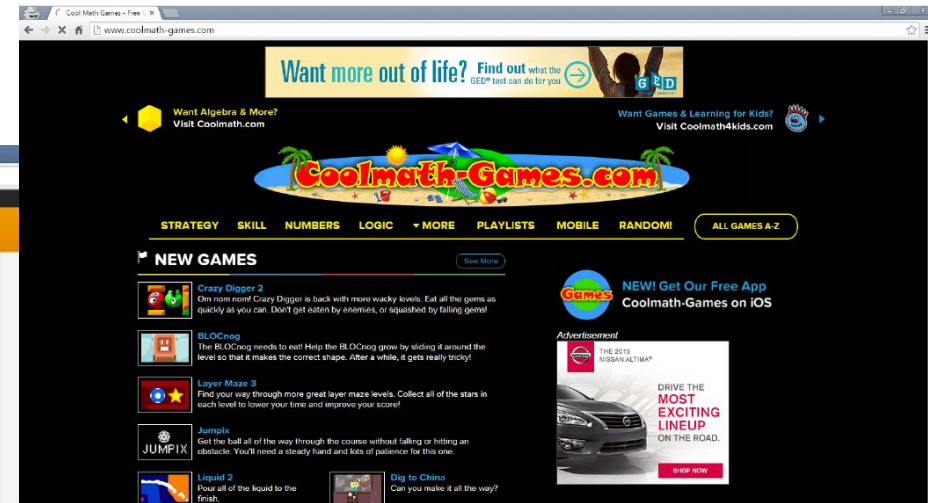 Cool Math Games - Free
www.coolmath-games.com
Want more out of life? Find out what the GED® test can do for you
GED
Want Algebra & More?
Visit Coolmath.com
Want Games & Learning for Kids?
Visit Coolmath4kids.com
Coolmath-Games.com
STRATEGY SKILL NUMBERS LOGIC MORE PLAYLISTS MOBILE RANDOM! ALL GAMES A-Z
NEW GAMES See More
Crazy Digger 2
Om nom nom! Crazy Digger is back with more wacky levels. Eat all the gems as
quickly as you can. Don't get eaten by enemies, or squashed by falling gems!
BLOCnog
The BLOCnog needs to eat! Help the BLOCnog grow by sliding it around the
level so that it makes the correct shape. After a while, it gets really tricky!
Layer Maze 3
Find your way through more great layer maze levels. Collect all of the stars in
each level to lower your time and improve your score!
JUMPIX
Jumpix
Get the ball all of the way through the course without falling or hitting an
obstacle. You'll need a steady hand and lots of patience for this one.
Liquid 2
Pour all of the liquid to the
finish.
Dig to China
Can you make it all the way?
Games
NEW! Get Our Free App
Coolmath-Games on iOS
Advertisement
THE 2015
NISSAN ALTIMA®
DRIVE THE
MOST
EXCITING
LINEUP
ON THE ROAD.
SHOP NOW